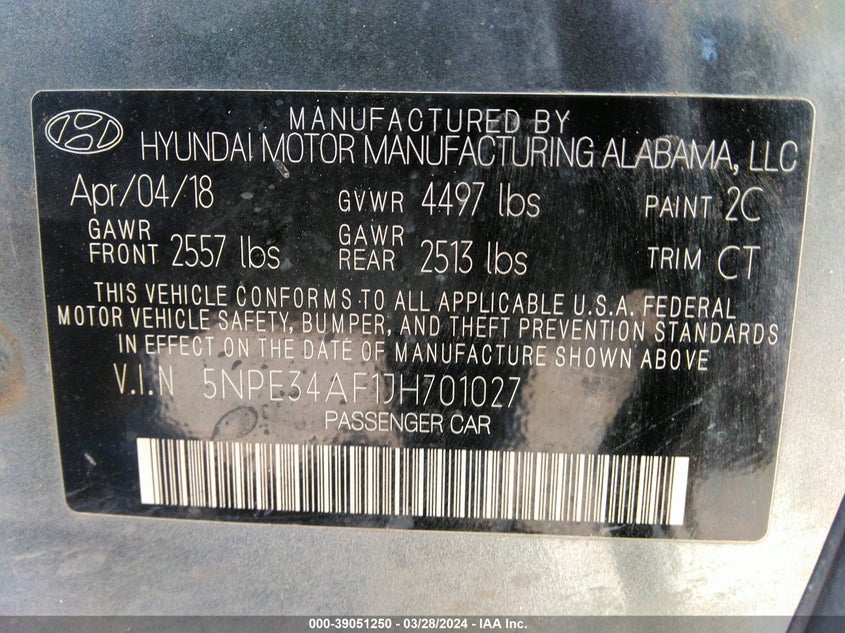 MANUFACTURED BY
HYUNDAI MOTOR MANUFACTURING ALABAMA, LLC
Apr/04/18 GVWR 4497 lbs PAINT 2C
GAWR FRONT 2557 lbs GAWR REAR 2513 lbs TRIM CT
THIS VEHICLE CONFORMS TO ALL APPLICABLE U.S.A. FEDERAL
MOTOR VEHICLE SAFETY, BUMPER, AND THEFT PREVENTION STANDARDS
IN EFFECT ON THE DATE OF MANUFACTURE SHOWN ABOVE
V.I.N 5NPE34AF1JH701027
PASSENGER CAR
000-39051250 - 03/28/2024 - IAA Inc.